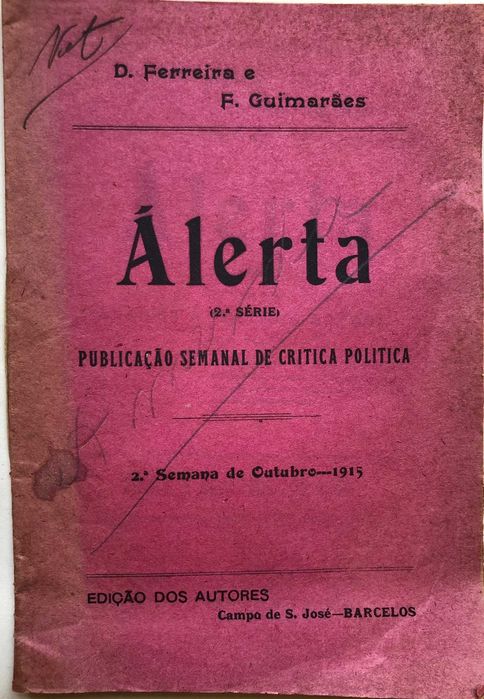 D. Ferreira e
F. Guimarães
Álerta
(2.ª SÉRIE)
PUBLICAÇÃO SEMANAL DE CRITICA POLITICA
2.ª Semana de Outubro—1915
EDIÇÃO DOS AUTORES
Campo de S. José—BARCELOS